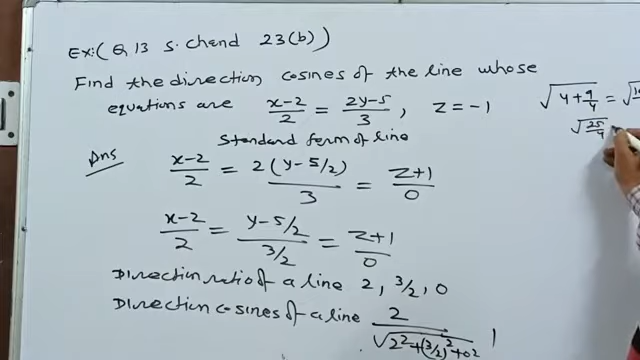 Ex:( Q 13 S. Chand 23(b) )
Find the direction cosines of the line whose
equations are x-2/2 = 2y-5/3 , z = -1
Standard form of line
Ans x-2/2 = 2(y-5/2)/3 = z+1/0
x-2/2 = y-5/2/3/2 = z+1/0
Direction ratio of a line 2, 3/2, 0
Direction cosines of a line 2/√2²+(3/2)²+0² ,
√4+9/4 = √
√25/4